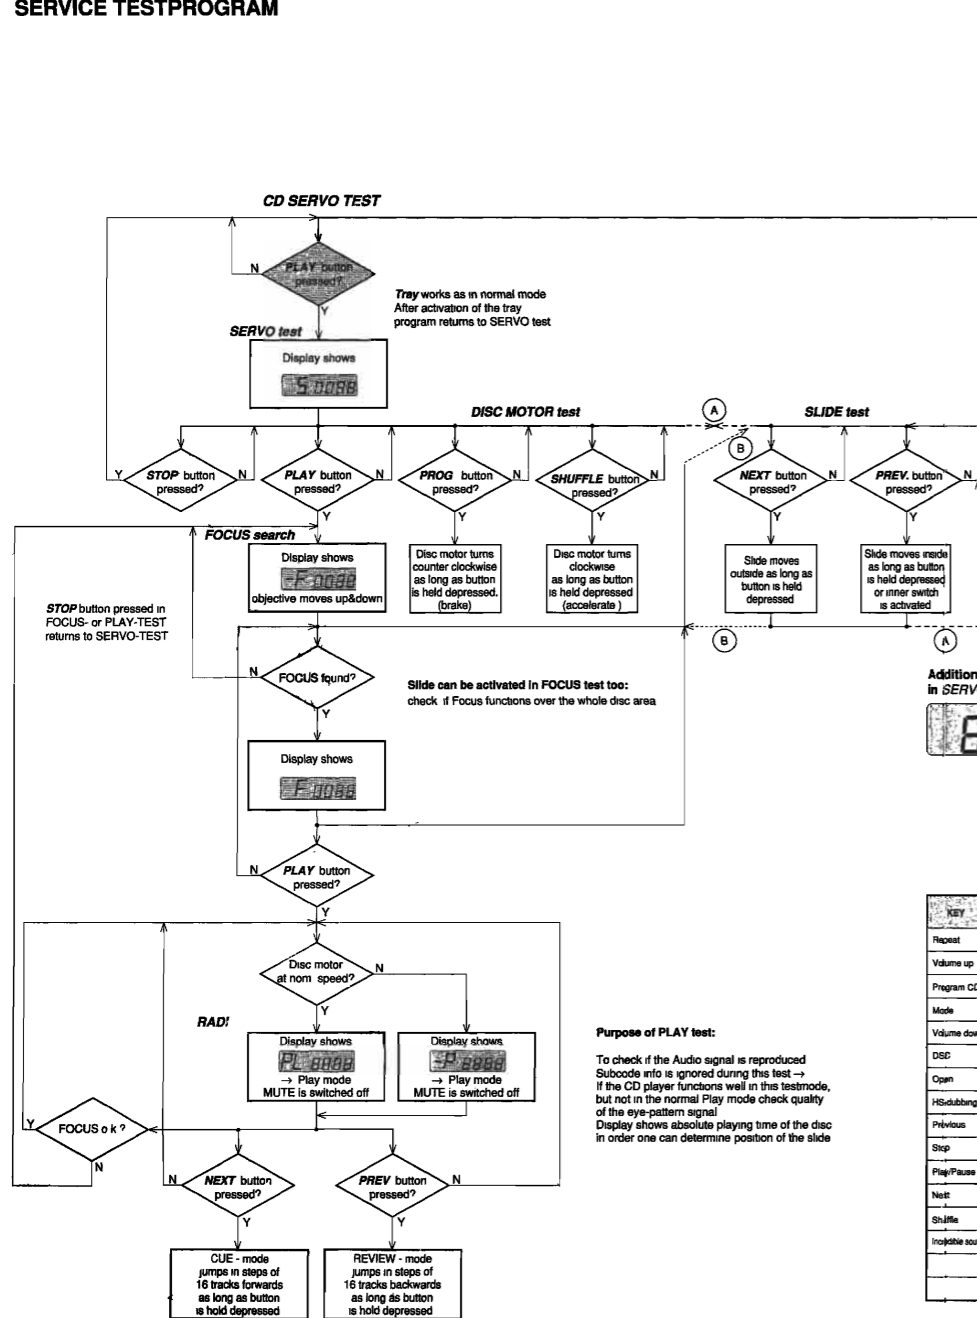 SERVICE TESTPROGRAM
CD SERVO TEST
PLAY button
pressed?
N
Y
Tray works as in normal mode
After activation of the tray
program returns to SERVO test
SERVO test
Display shows
DISC MOTOR test
A
SLIDE test
B
Y
STOP button
pressed?
N
PLAY button
pressed?
N
Y
PROG button
pressed?
N
Y
SHUFFLE button
pressed?
N
Y
NEXT button
pressed?
N
Y
PREV. button
pressed?
N
Y
FOCUS search
Display shows
objective moves up&down
Disc motor turns
counter clockwise
as long as button
is held depressed.
(brake)
Disc motor turns
clockwise
as long as button
is held depressed
(accelerate )
Slide moves
outside as long as
button is held
depressed
Slide moves inside
as long as button
is held depressed
or inner switch
is activated
STOP button pressed in
FOCUS- or PLAY-TEST
returns to SERVO-TEST
B
A
N
FOCUS found?
Y
Slide can be activated in FOCUS test too:
check if Focus functions over the whole disc area
Addition
in SERV
Display shows
N
PLAY button
pressed?
Y
Disc motor
at nom speed?
N
Y
RAD!
Display shows
→ Play mode
MUTE is switched off
Display shows
→ Play mode
MUTE is switched off
Purpose of PLAY test:
To check if the Audio signal is reproduced
Subcode info is ignored during this test →
If the CD player functions well in this testmode,
but not in the normal Play mode check quality
of the eye-pattern signal
Display shows absolute playing time of the disc
in order one can determine position of the slide
Y
FOCUS o k ?
N
N
NEXT button
pressed?
Y
PREV button
pressed?
N
Y
CUE - mode
jumps in steps of
16 tracks forwards
as long as button
is hold depressed
REVIEW - mode
jumps in steps of
16 tracks backwards
as long as button
is hold depressed
KEY
Repeat
Volume up
Program CD
Mode
Volume dow
DSC
Open
HS-dubbing
Previous
Stop
Play/Pause
Next
Shuffle
Incredible sou